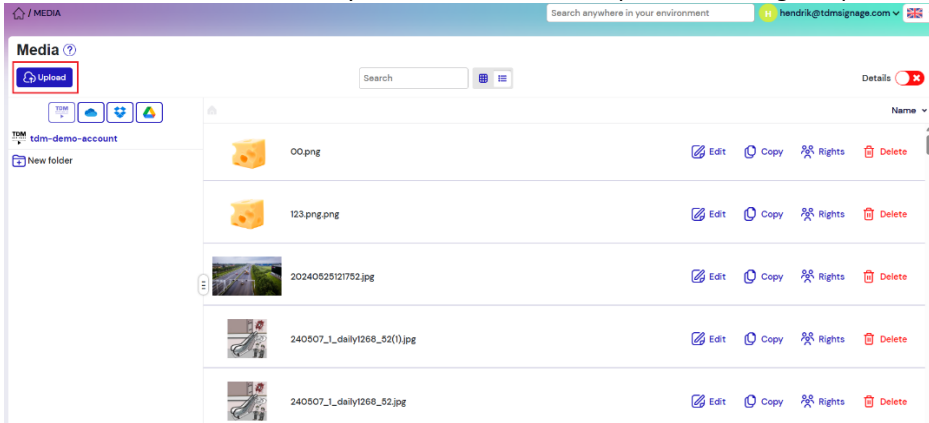 / MEDIA
Search anywhere in your environment
H
hendrik@tdmsignage.com
Media ?
Upload
Search
Details
TDM
Name
TDM tdm-demo-account
New folder
OO.png
Edit Copy Rights Delete
123.png.png
Edit Copy Rights Delete
20240525121752.jpg
Edit Copy Rights Delete
240507_1_daily1268_52(1).jpg
Edit Copy Rights Delete
240507_1_daily1268_52.jpg
Edit Copy Rights Delete